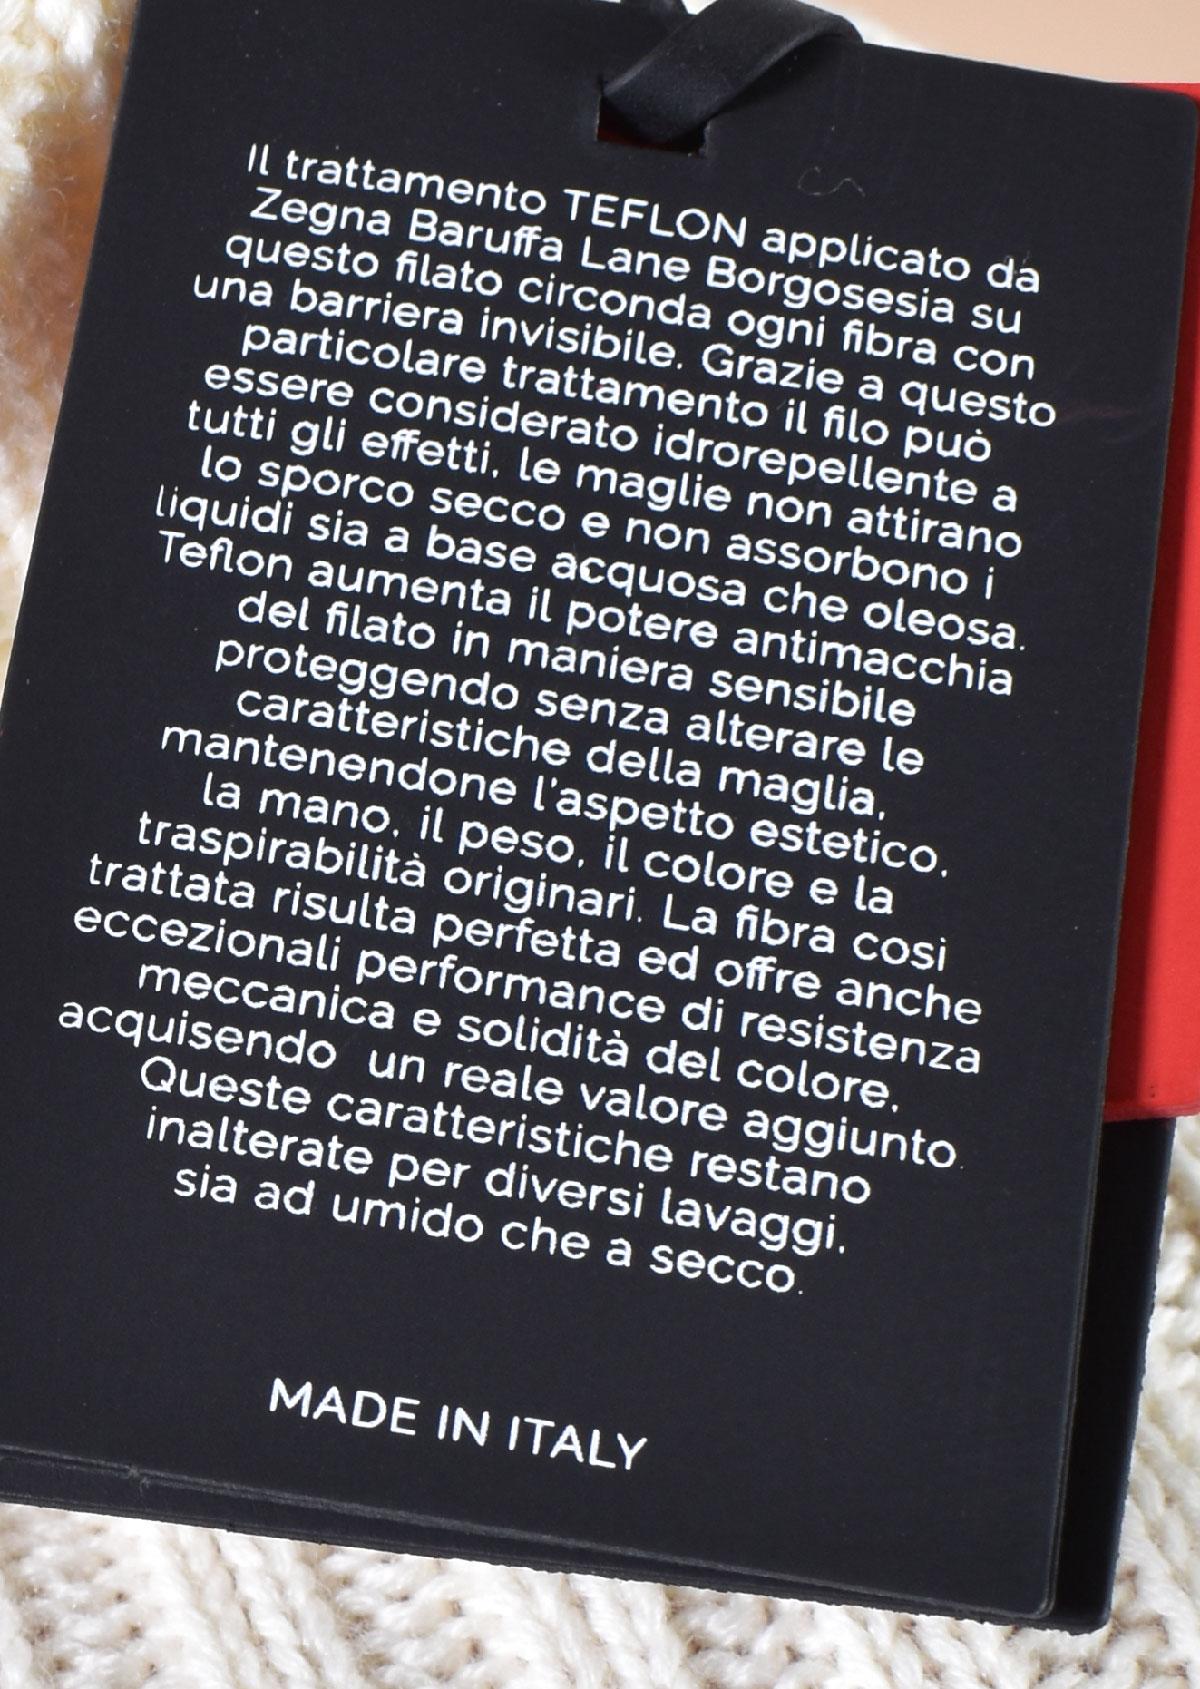 Il trattamento TEFLON applicato da
Zegna Baruffa Lane Borgosesia su
questo filato circonda ogni fibra con
una barriera invisibile. Grazie a questo
particolare trattamento il filo può
essere considerato idrorepellente a
tutti gli effetti, le maglie non attirano
lo sporco secco e non assorbono i
liquidi sia a base acquosa che oleosa.
Teflon aumenta il potere antimacchia
del filato in maniera sensibile
proteggendo senza alterare le
caratteristiche della maglia,
mantenendone l'aspetto estetico,
la mano, il peso, il colore e la
traspirabilità originari. La fibra cosi
trattata risulta perfetta ed offre anche
eccezionali performance di resistenza
meccanica e solidità del colore,
acquisendo un reale valore aggiunto.
Queste caratteristiche restano
inalterate per diversi lavaggi,
sia ad umido che a secco.
MADE IN ITALY